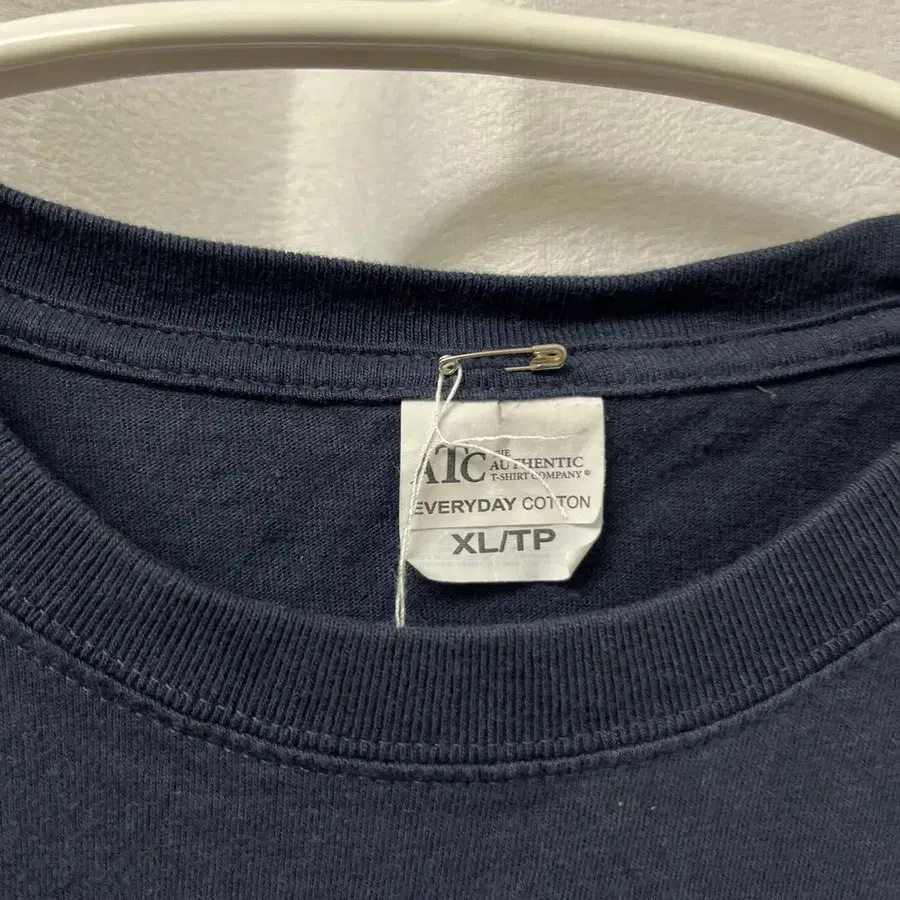 ATC THE
AUTHENTIC
T-SHIRT COMPANY®
EVERYDAY COTTON
XL/TP